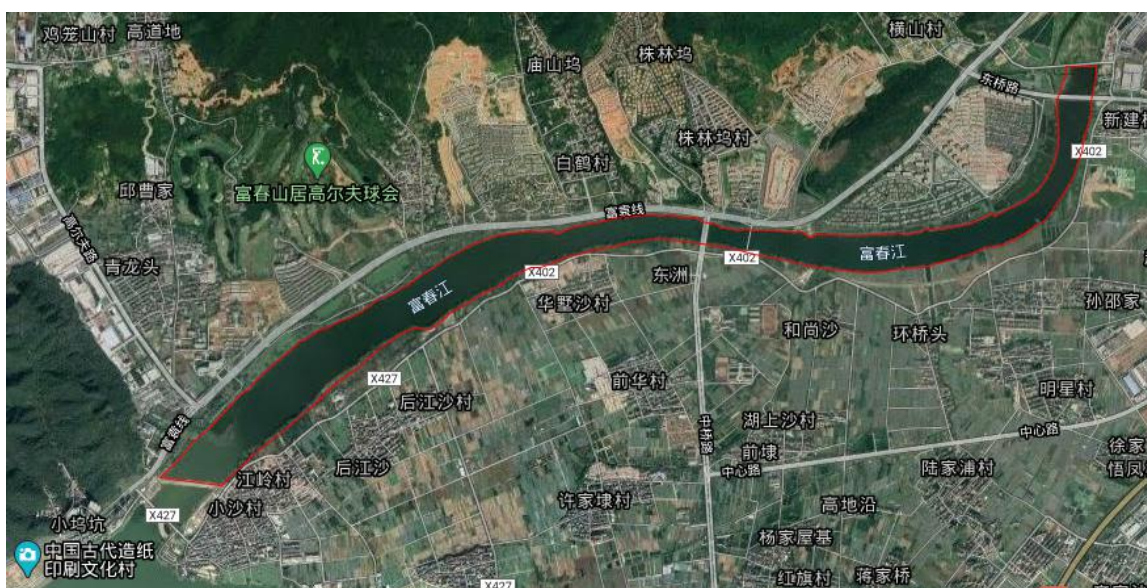 鸡笼山村
高道地
横山村
庙山坞
株林坞
东桥路
新建村
株林坞村
X402
白鹤村
富春山居高尔夫球会
邱曹家
富袁线
高尔夫路
青龙头
富春江
X402
富春江
X402
东洲
华墅沙村
孙邵家
和尚沙
环桥头
X427
前华村
明星村
后江沙村
中桥路
湖上沙村
中心路
富袁线
前埭
徐家
后江沙
中心路
陆家浦村
悟凤
江岭村
小沙村
许家埭村
高地沿
X427
小坞坑
杨家屋基
中国古代造纸
印刷文化村
红旗村
蒋家桥
X427